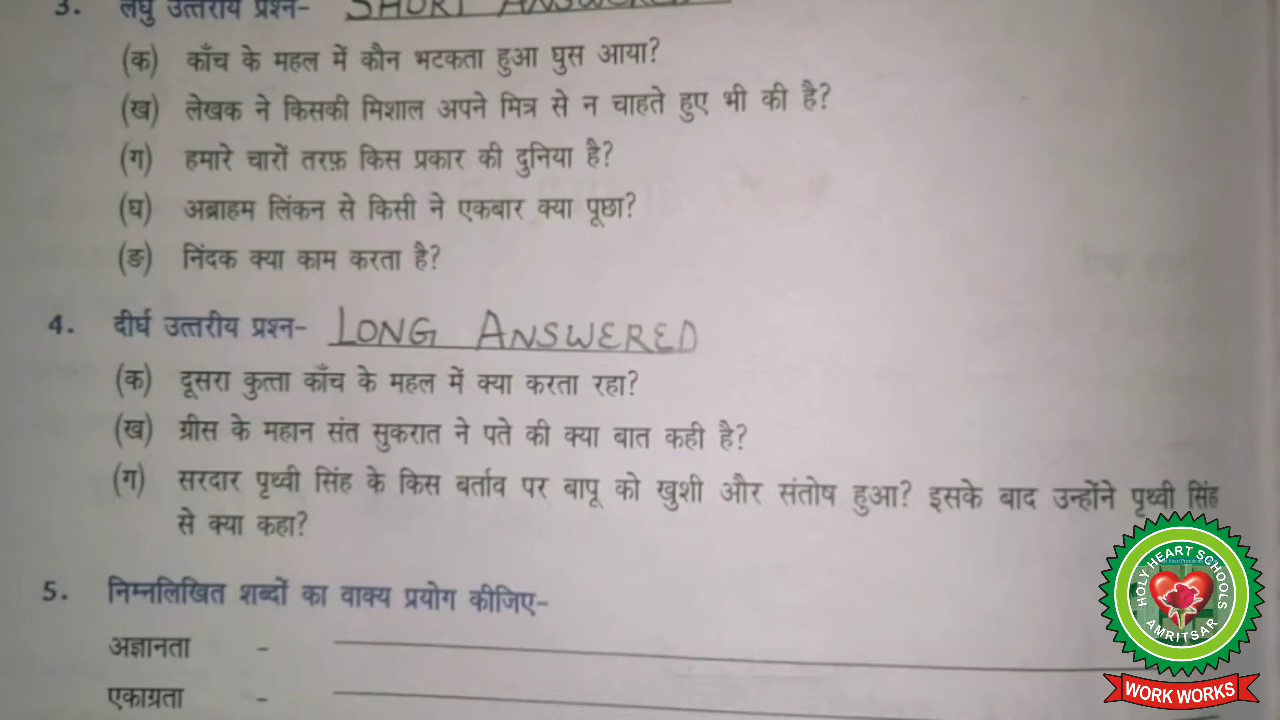 3. लघु उत्तरीय प्रश्न- SHORT ANSWERED
(क) काँच के महल में कौन भटकता हुआ घुस आया?
(ख) लेखक ने किसकी मिशाल अपने मित्र से न चाहते हुए भी की है?
(ग) हमारे चारों तरफ़ किस प्रकार की दुनिया है?
(घ) अब्राहम लिंकन से किसी ने एकबार क्या पूछा?
(ङ) निंदक क्या काम करता है?
4. दीर्घ उत्तरीय प्रश्न- LONG ANSWERED
(क) दूसरा कुत्ता काँच के महल में क्या करता रहा?
(ख) ग्रीस के महान संत सुकरात ने पते की क्या बात कही है?
(ग) सरदार पृथ्वी सिंह के किस बर्ताव पर बापू को खुशी और संतोष हुआ? इसके बाद उन्होंने पृथ्वी सिंह
से क्या कहा?
5. निम्नलिखित शब्दों का वाक्य प्रयोग कीजिए-
अज्ञानता -
एकाग्रता -
HOLY HEART SCHOOLS
AMRITSAR
WORK WORKS